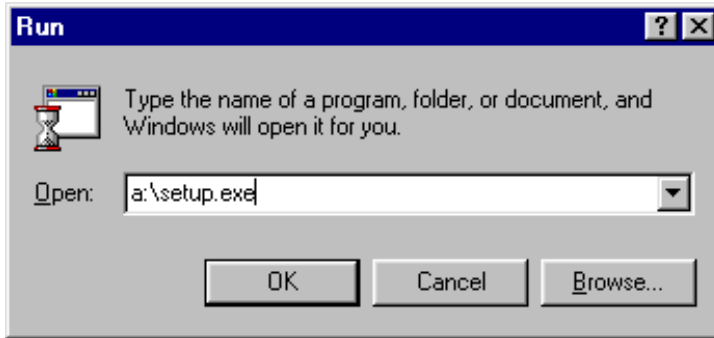 Run
Type the name of a program, folder, or document, and
Windows will open it for you.
Open: a:\setup.exe
OK Cancel Browse...